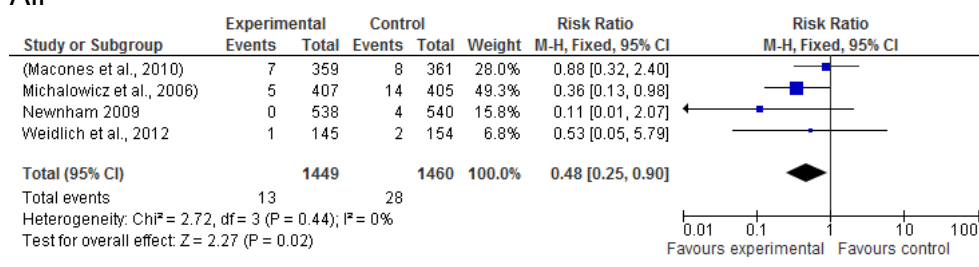 Experimental Control Risk Ratio Risk Ratio
Study or Subgroup Events Total Events Total Weight M-H, Fixed, 95% CI M-H, Fixed, 95% CI
(Macones et al., 2010) 7 359 8 361 28.0% 0.88 [0.32, 2.40]
Michalowicz et al., 2006) 5 407 14 405 49.3% 0.36 [0.13, 0.98]
Newnham 2009 0 538 4 540 15.8% 0.11 [0.01, 2.07]
Weidlich et al., 2012 1 145 2 154 6.8% 0.53 [0.05, 5.79]
Total (95% CI) 1449 1460 100.0% 0.48 [0.25, 0.90]
Total events 13 28
Heterogeneity: Chi² = 2.72, df = 3 (P = 0.44); I² = 0%
Test for overall effect: Z = 2.27 (P = 0.02)
0.01 0.1 1 10 100
Favours experimental Favours control